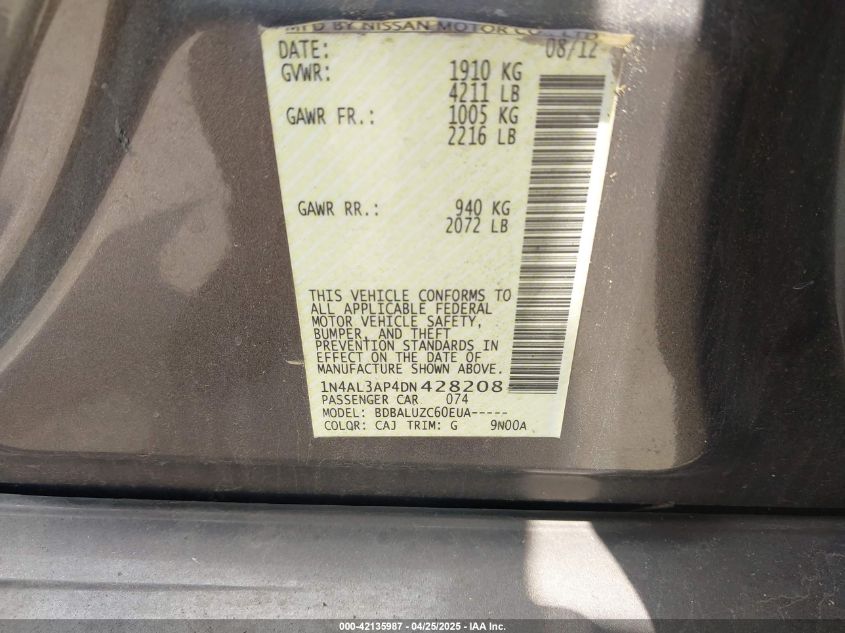 MFD BY NISSAN MOTOR CO., LTD.
DATE: 08/12
GVWR: 1910 KG
4211 LB
GAWR FR.: 1005 KG
2216 LB
GAWR RR.: 940 KG
2072 LB
THIS VEHICLE CONFORMS TO
ALL APPLICABLE FEDERAL
MOTOR VEHICLE SAFETY,
BUMPER, AND THEFT
PREVENTION STANDARDS IN
EFFECT ON THE DATE OF
MANUFACTURE SHOWN ABOVE.
1N4AL3AP4DN428208
PASSENGER CAR 074
MODEL: BDBALUZC60EUA-----
COLOR: CAJ TRIM: G 9N00A
000-42135987 - 04/25/2025 - IAA Inc.